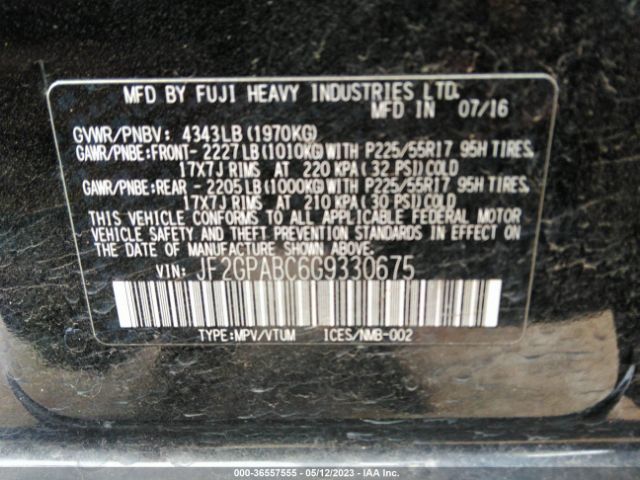 MFD BY FUJI HEAVY INDUSTRIES LTD.
MFD IN 07/16
GVWR/PNBV: 4343LB(1970KG)
GAWR/PNBE:FRONT- 2227LB(1010KG)WITH P225/55R17 95H TIRES,
17X7J RIMS AT 220 KPA(32 PSI)COLD
GAWR/PNBE:REAR - 2205LB(1000KG)WITH P225/55R17 95H TIRES,
17X7J RIMS AT 210 KPA(30 PSI)COLD
THIS VEHICLE CONFORMS TO ALL APPLICABLE FEDERAL MOTOR
VEHICLE SAFETY AND THEFT PREVENTION STANDARDS IN EFFECT
ON THE DATE OF MANUFACTURE SHOWN ABOVE.
VIN: JF2GPABC6G9330675
TYPE:MPV/VTUM ICES/NMB-002
000-36557555 - 05/12/2023 - IAA Inc.